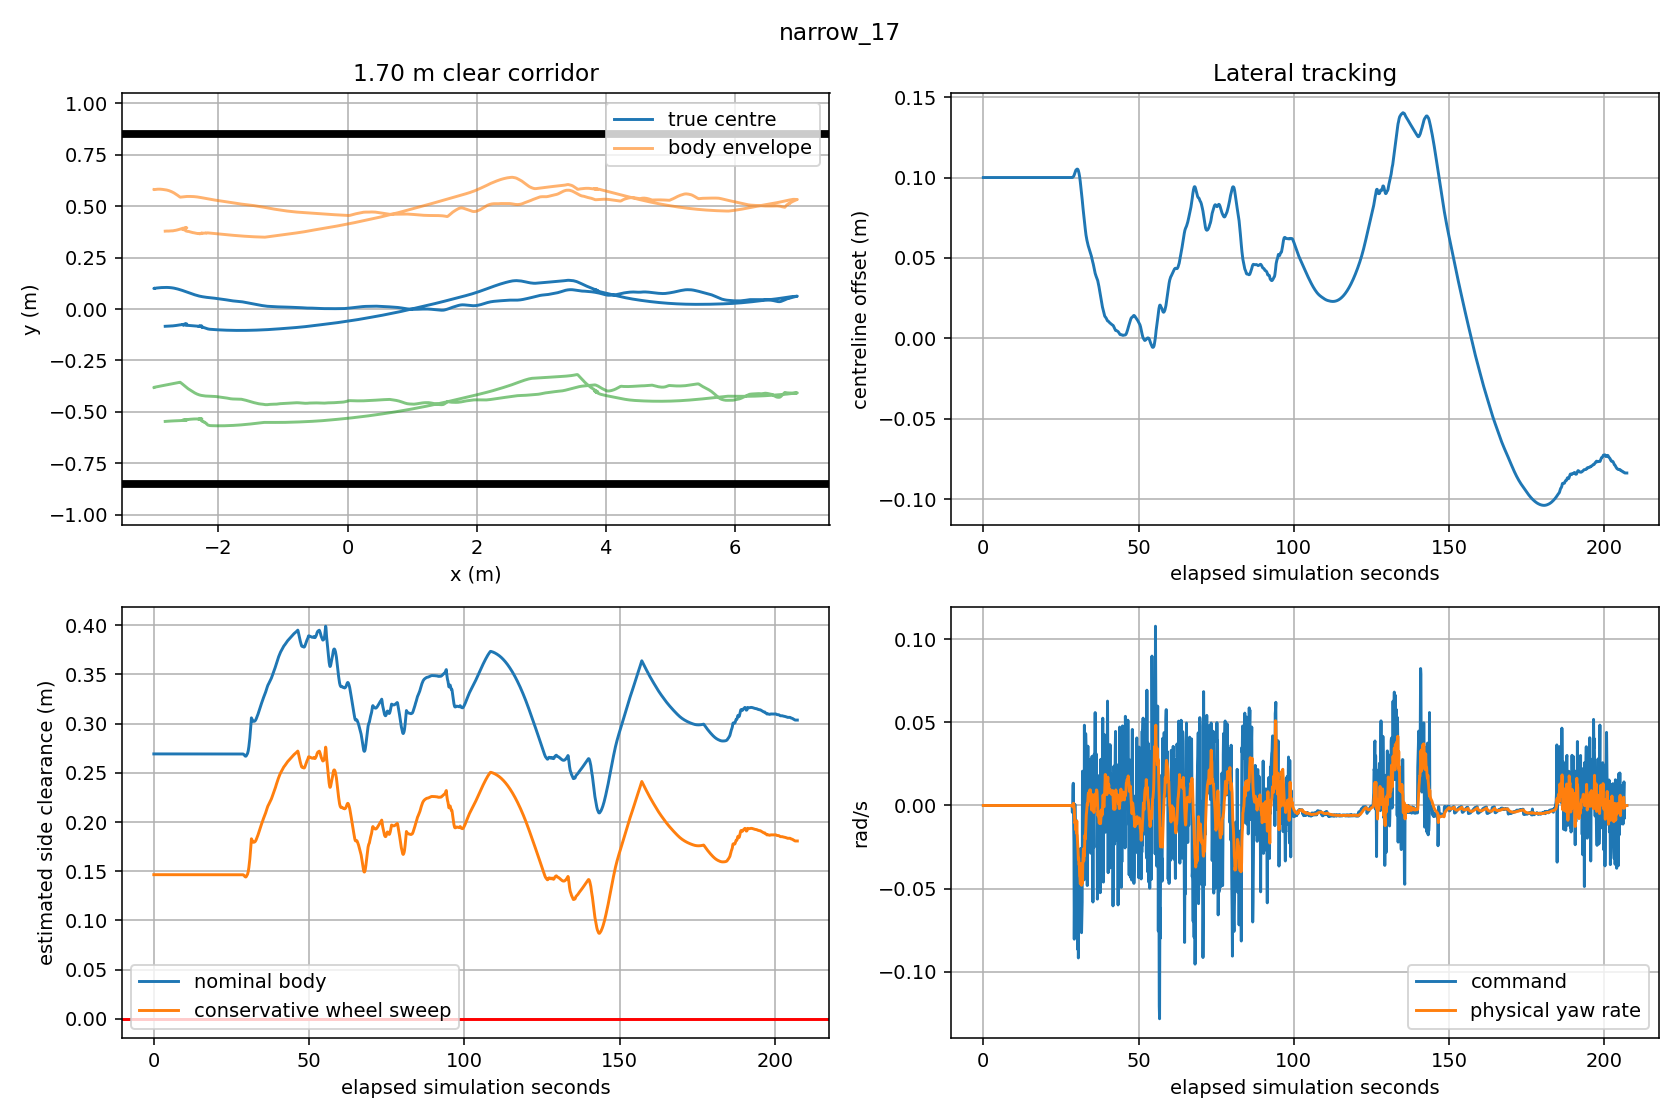 narrow_17
1.70 m clear corridor
1.00
0.75
0.50
0.25
0.00
−0.25
−0.50
−0.75
−1.00
y (m)
true centre
body envelope
−2 0 2 4 6
x (m)
Lateral tracking
0.15
0.10
0.05
0.00
−0.05
−0.10
centreline offset (m)
0 50 100 150 200
elapsed simulation seconds
0.40
0.35
0.30
0.25
0.20
0.15
0.10
0.05
0.00
estimated side clearance (m)
nominal body
conservative wheel sweep
0 50 100 150 200
elapsed simulation seconds
0.10
0.05
0.00
−0.05
−0.10
rad/s
command
physical yaw rate
0 50 100 150 200
elapsed simulation seconds